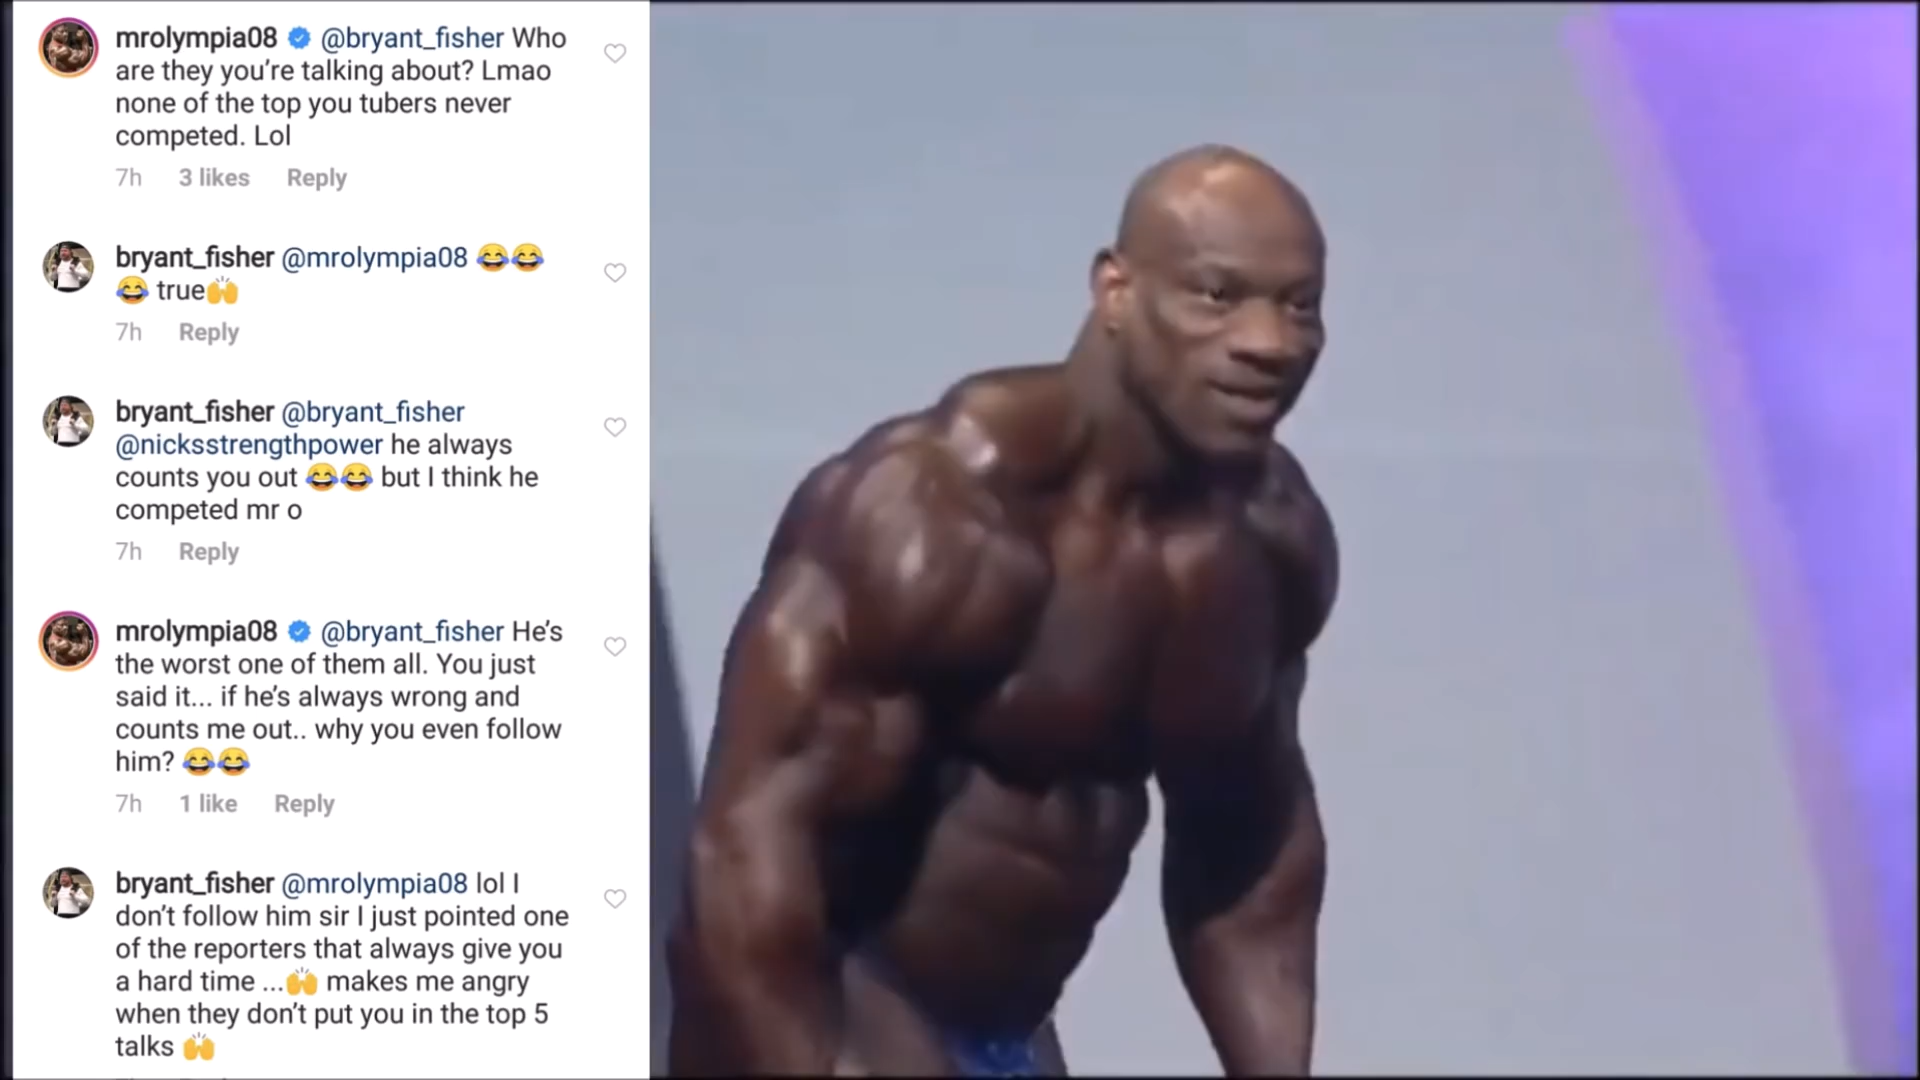 mrolympia08 @bryant_fisher Who
are they you're talking about? Lmao
none of the top you tubers never
competed. Lol
7h 3 likes Reply
bryant_fisher @mrolympia08 😂😂
😂 true🙌
7h Reply
bryant_fisher @bryant_fisher
@nicksstrengthpower he always
counts you out 😂😂 but I think he
competed mr o
7h Reply
mrolympia08 @bryant_fisher He's
the worst one of them all. You just
said it... if he's always wrong and
counts me out.. why you even follow
him? 😂😂
7h 1 like Reply
bryant_fisher @mrolympia08 lol I
don't follow him sir I just pointed one
of the reporters that always give you
a hard time ...🙌 makes me angry
when they don't put you in the top 5
talks 🙌